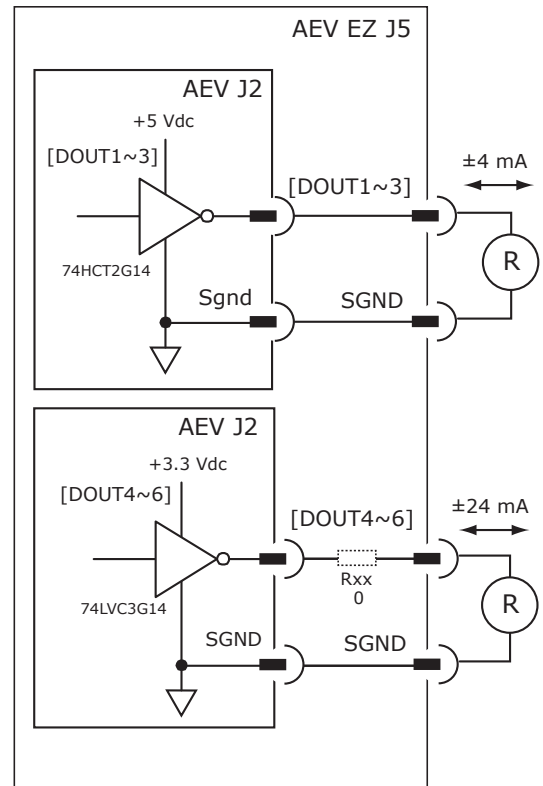 AEV EZ J5
AEV J2
+5 Vdc
[DOUT1~3]
[DOUT1~3]
±4 mA
74HCT2G14
R
Sgnd
SGND
AEV J2
+3.3 Vdc
[DOUT4~6]
[DOUT4~6]
±24 mA
Rxx
0
74LVC3G14
R
SGND
SGND